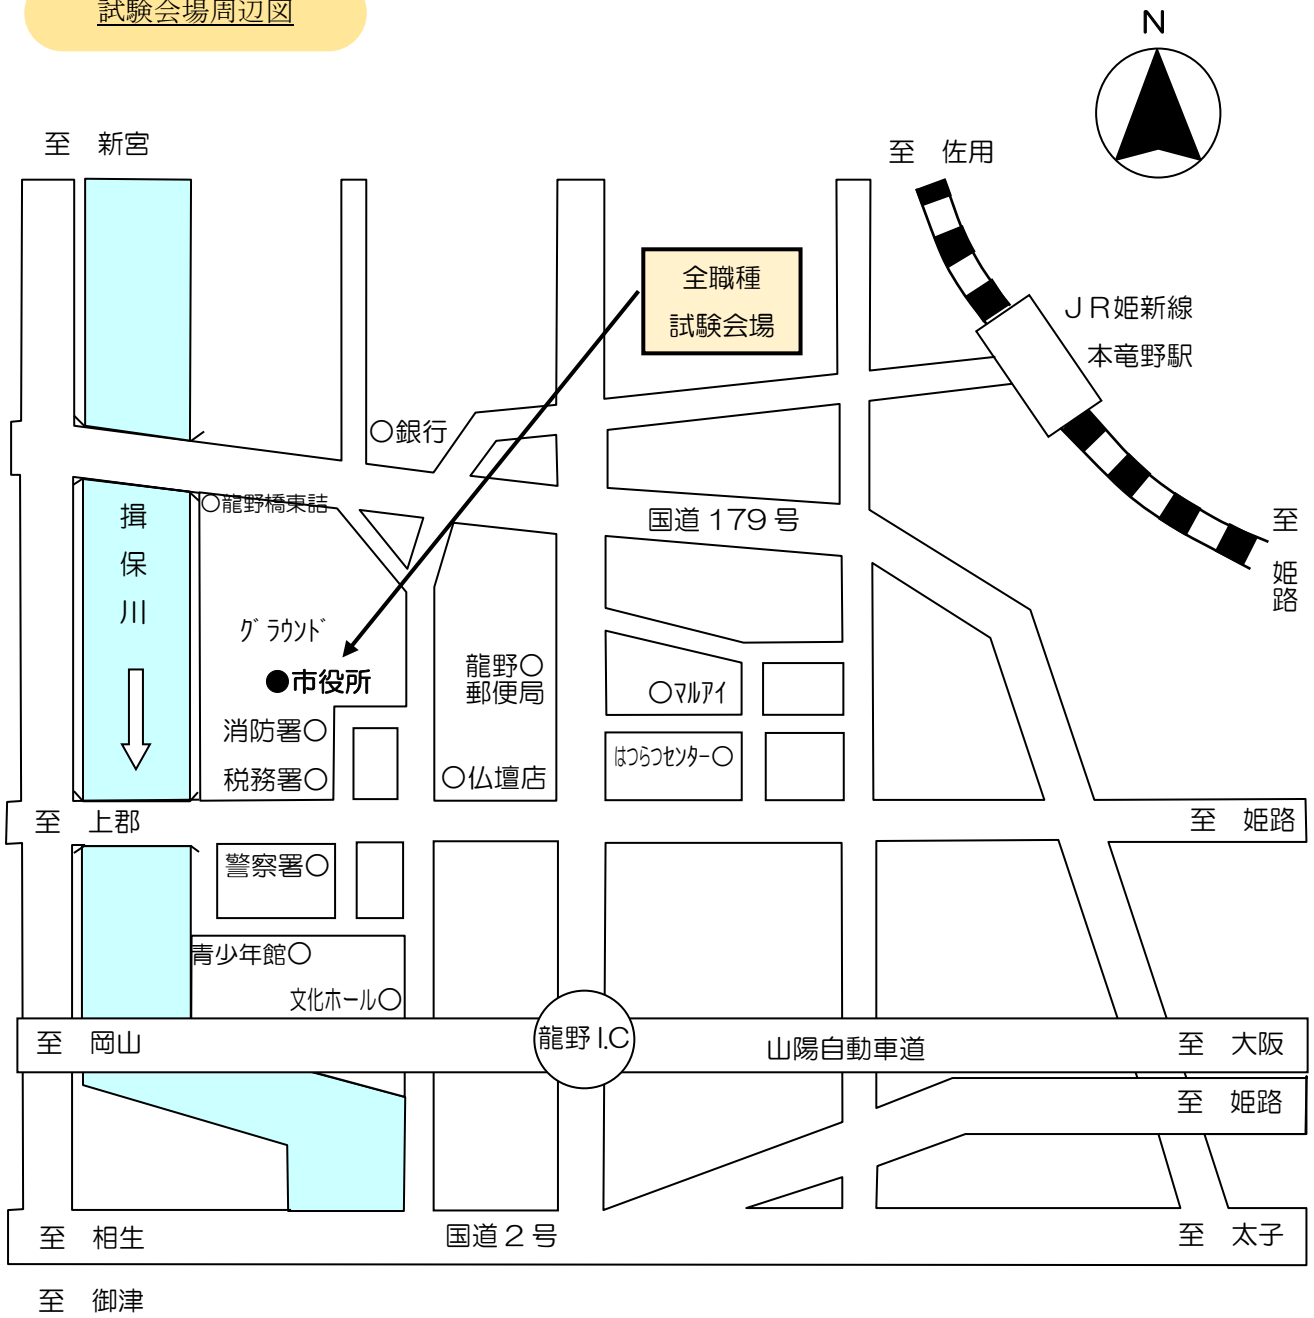 試験会場周辺図
N
至 新宮
至 佐用
全職種
試験会場
JR姫新線
本竜野駅
○銀行
○龍野橋東詰
国道179号
至 姫路
揖保川
グラウンド
●市役所
龍野○
郵便局
○マルアイ
消防署○
はつらつセンター○
税務署○
○仏壇店
至 上郡
至 姫路
警察署○
青少年館○
文化ホール○
至 岡山
龍野I.C
山陽自動車道
至 大阪
至 姫路
至 相生
国道2号
至 太子
至 御津